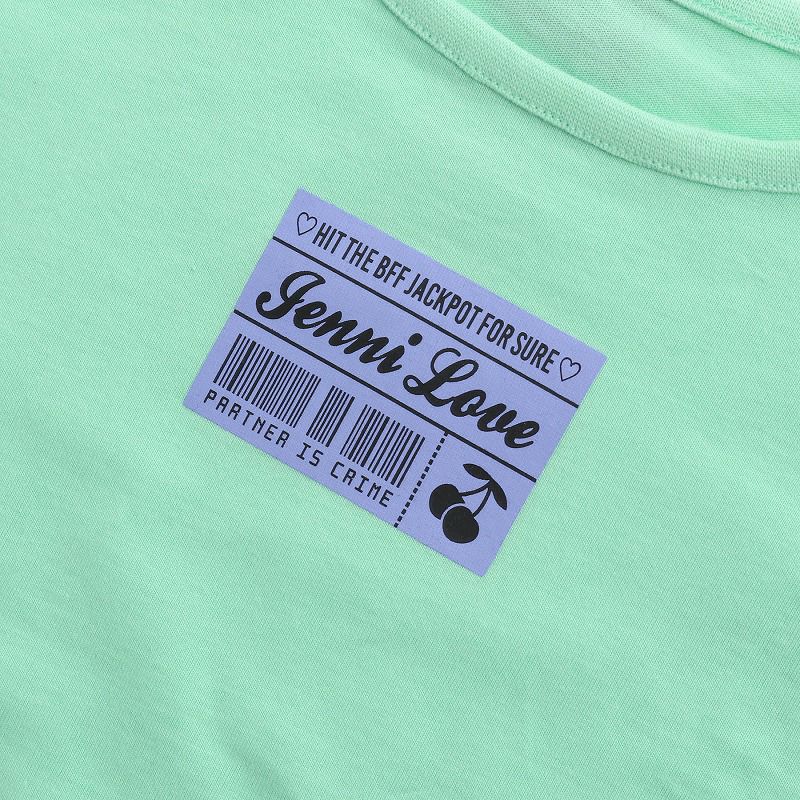 ♡HIT THE BFF JACKPOT FOR SURE♡
Jenni Love
PARTNER IS CRIME